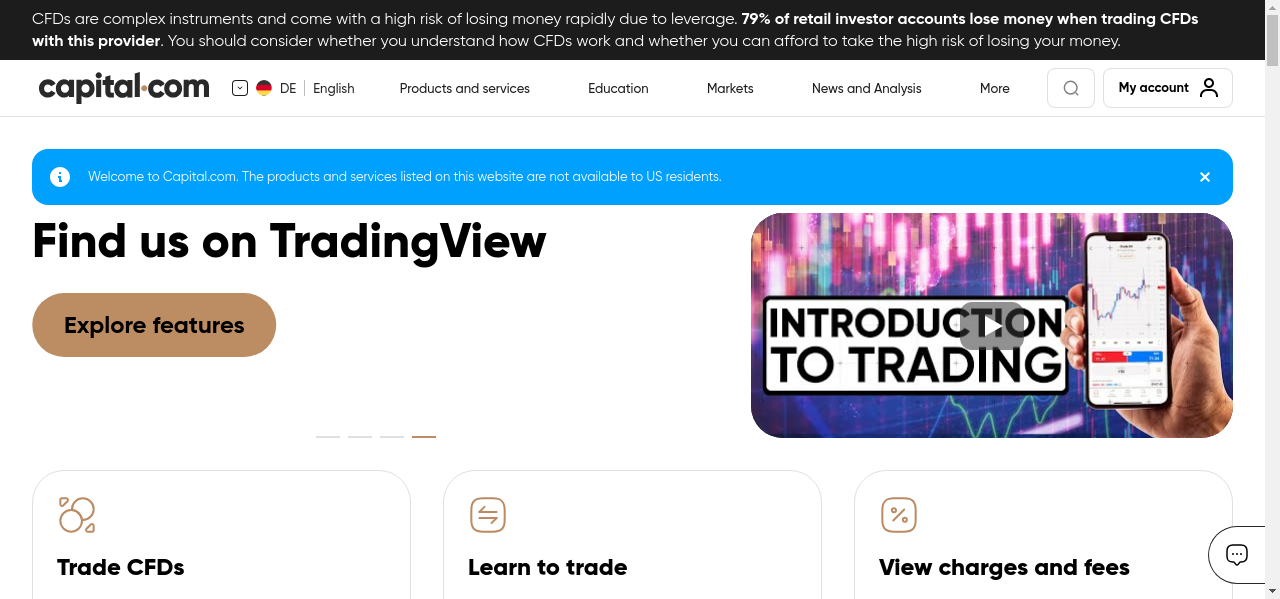 CFDs are complex instruments and come with a high risk of losing money rapidly due to leverage. 79% of retail investor accounts lose money when trading CFDs
with this provider. You should consider whether you understand how CFDs work and whether you can afford to take the high risk of losing your money.
capital.com
DE English
Products and services
Education
Markets
News and Analysis
More
My account
Welcome to Capital.com. The products and services listed on this website are not available to US residents.
Find us on TradingView
Explore features
INTRODUCTION
TO TRADING
Trade CFDs
Learn to trade
View charges and fees